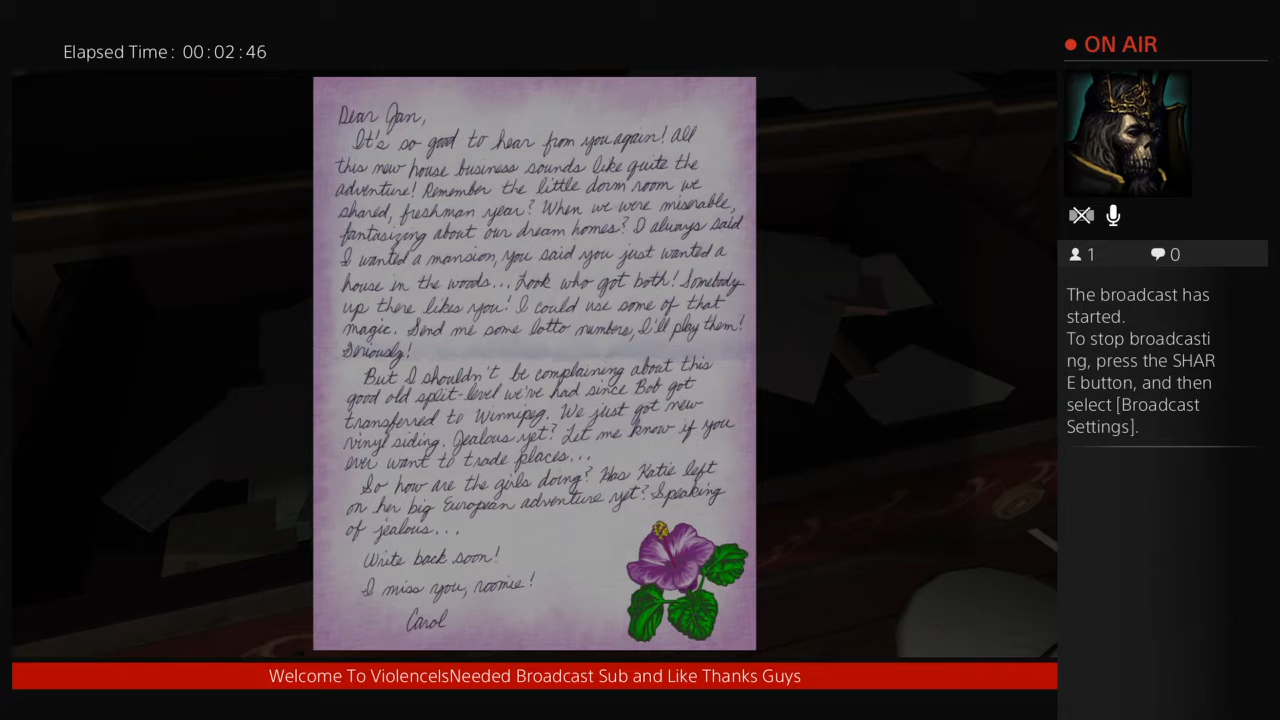 Elapsed Time: 00:02:46
ON AIR
Dear Jan,
It's so good to hear from you again! All
this new house business sounds like quite the
adventure! Remember the little dorm room we
shared, freshman year? When we were miserable,
fantasizing about our dream homes? I always said
I wanted a mansion, you said you just wanted a
house in the woods... Look who got both! Somebody
up there likes you! I could use some of that
magic. Send me some lotto numbers, I'll play them!
Seriously!
But I shouldn't be complaining about this
good old split-level we've had since Bob got
transferred to Winnipeg. We just got new
vinyl siding. Jealous yet? Let me know if you
ever want to trade places...
So how are the girls doing? Has Katie left
on her big European adventure yet? Speaking
of jealous...
Write back soon!
I miss you, roomie!
Carol
1
0
The broadcast has
started.
To stop broadcasti
ng, press the SHAR
E button, and then
select [Broadcast
Settings].
Welcome To ViolenceIsNeeded Broadcast Sub and Like Thanks Guys